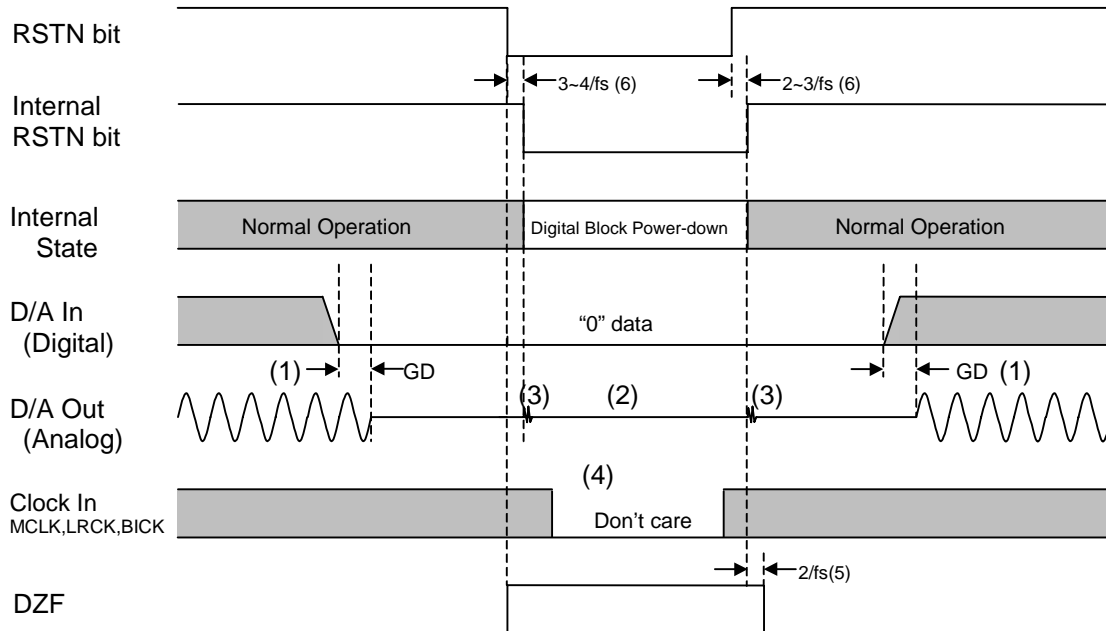 RSTN bit
3~4/fs (6)
2~3/fs (6)
Internal
RSTN bit
Internal
State
Normal Operation
Digital Block Power-down
Normal Operation
D/A In
(Digital)
“0” data
(1)
GD
GD
(1)
D/A Out
(Analog)
(3)
(2)
(3)
(4)
Clock In
MCLK,LRCK,BICK
Don’t care
2/fs(5)
DZF